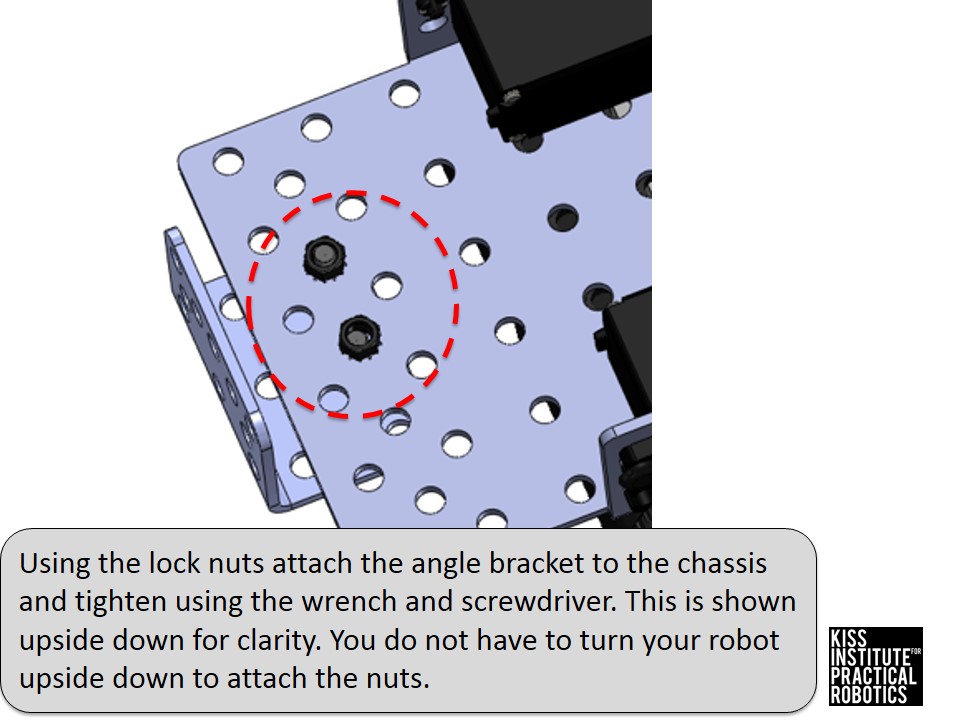 Using the lock nuts attach the angle bracket to the chassis
and tighten using the wrench and screwdriver. This is shown
upside down for clarity. You do not have to turn your robot
upside down to attach the nuts.
KISS
INSTITUTE FOR
PRACTICAL
ROBOTICS